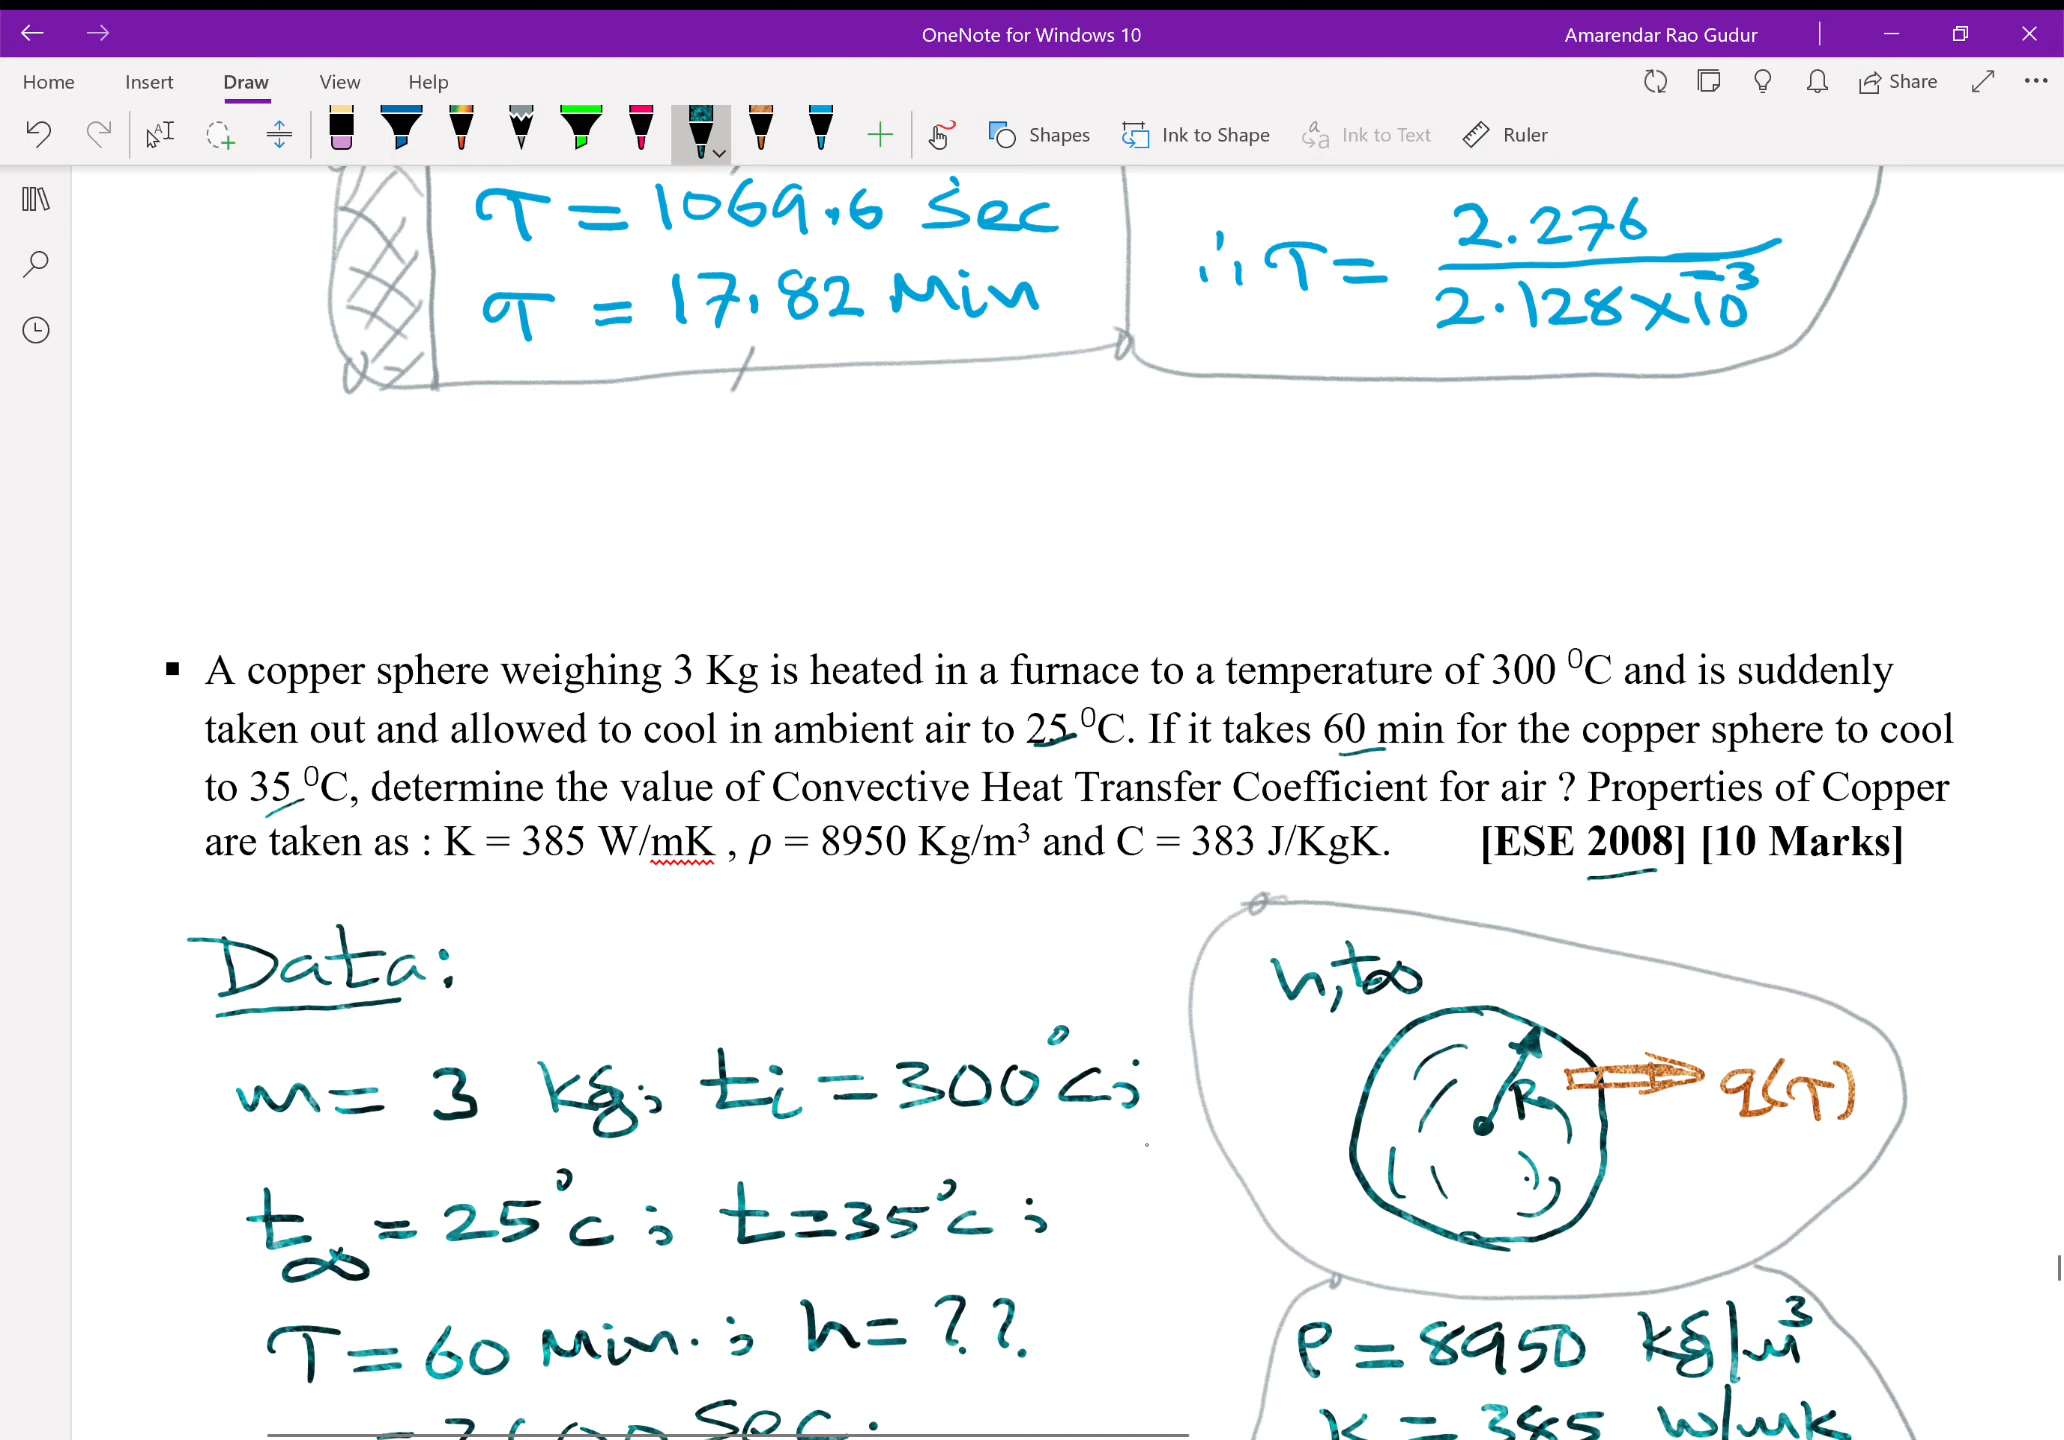 OneNote for Windows 10
Amarendar Rao Gudur
Home Insert Draw View Help Share
Shapes Ink to Shape Ink to Text Ruler
τ = 1069.6 Sec
τ = 17.82 Min
∴ τ = 2.276
2.128×10⁻³
▪ A copper sphere weighing 3 Kg is heated in a furnace to a temperature of 300 ⁰C and is suddenly
taken out and allowed to cool in ambient air to 25 ⁰C. If it takes 60 min for the copper sphere to cool
to 35 ⁰C, determine the value of Convective Heat Transfer Coefficient for air ? Properties of Copper
are taken as : K = 385 W/mK , ρ = 8950 Kg/m³ and C = 383 J/KgK. [ESE 2008] [10 Marks]
Data:
m = 3 kg; ti = 300°C;
t∞ = 25°C ; t = 35°C ;
τ = 60 Min. ; h = ??
= 3600 Sec.
h, t∞
R
q(τ)
ρ = 8950 kg/m³
K = 385 W/mK